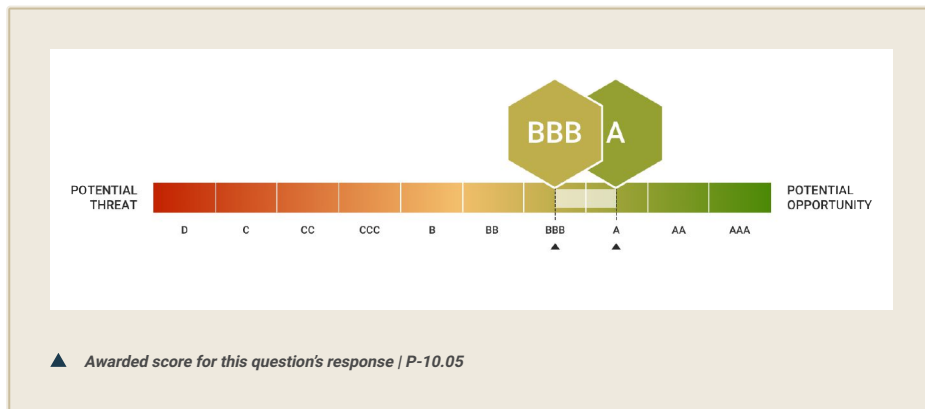 BBB A
POTENTIAL
THREAT
POTENTIAL
OPPORTUNITY
D C CC CCC B BB BBB A AA AAA
Awarded score for this question's response | P-10.05